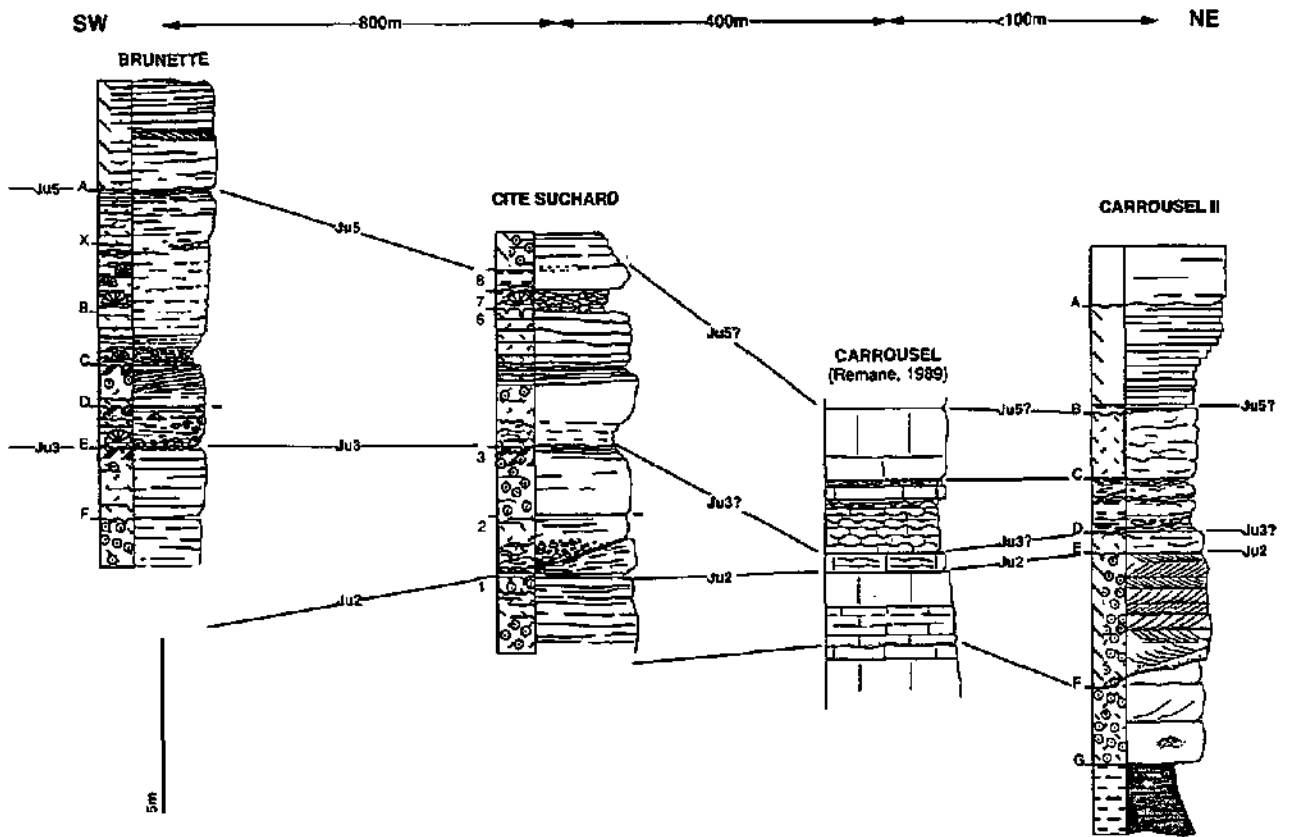 SW 800m 400m <100m NE
BRUNETTE
CITE SUCHARD
CARROUSEL II
CARROUSEL
(Remane, 1989)
Ju5 A
X
B
C
D
Ju3 E
F
Ju5
8
7
6
Ju3
3
2
1
Ju2
Ju5?
Ju3?
Ju2
Ju5?
Ju3?
Ju2
A
B Ju5?
C
D Ju3?
E Ju2
F
G
5m